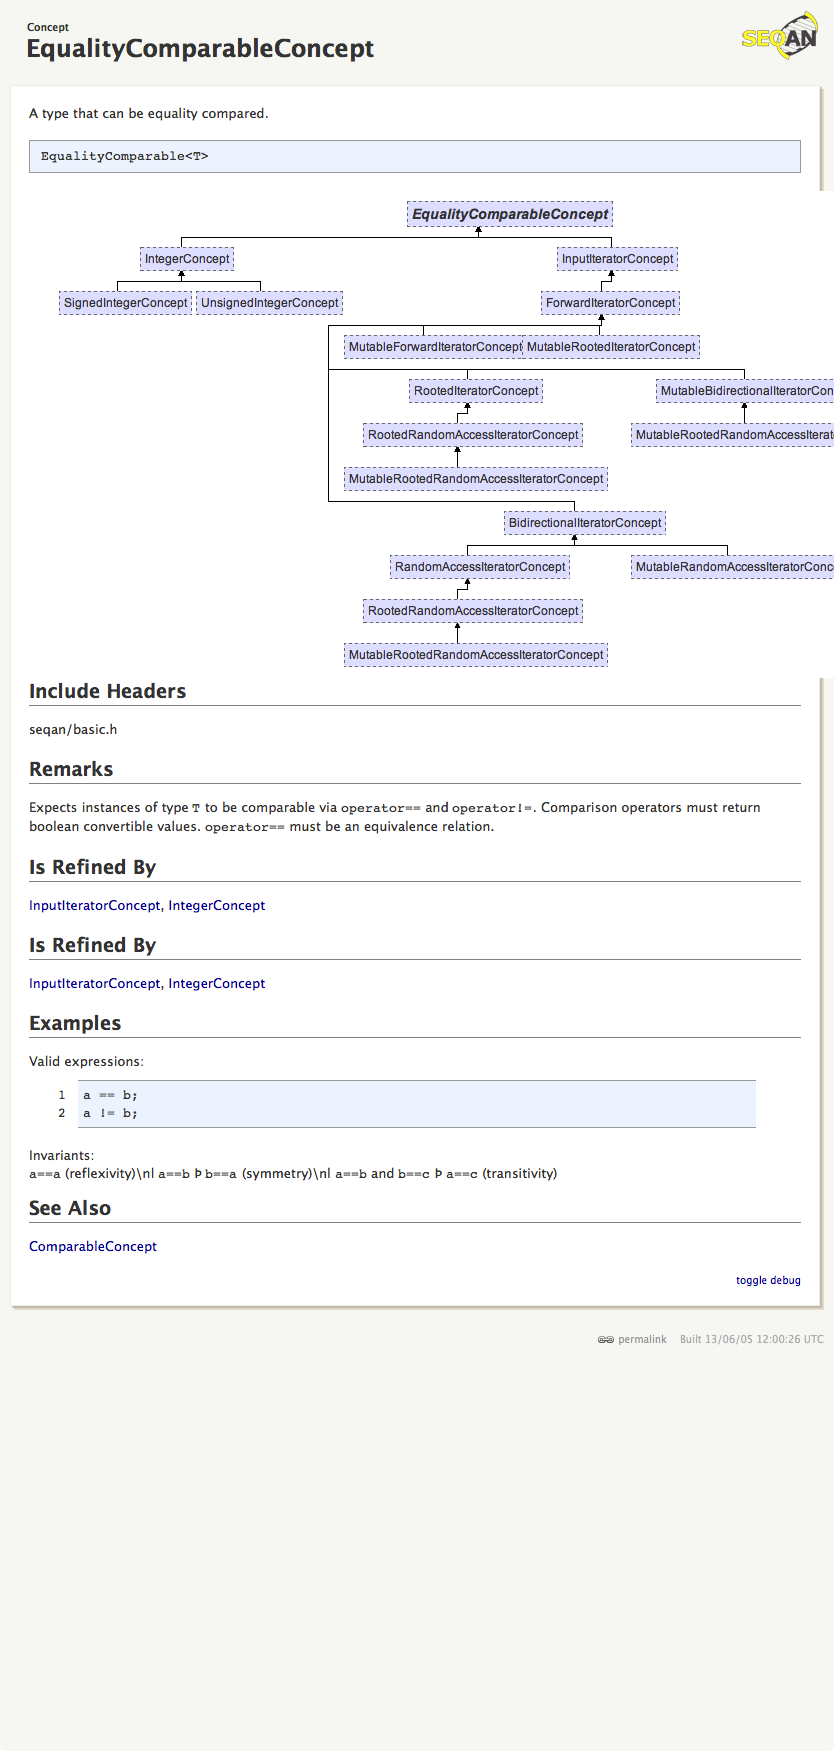 Concept
EqualityComparableConcept
SEQAN
A type that can be equality compared.
EqualityComparable<T>
EqualityComparableConcept
IntegerConcept InputIteratorConcept
SignedIntegerConcept UnsignedIntegerConcept ForwardIteratorConcept
MutableForwardIteratorConcept MutableRootedIteratorConcept
RootedIteratorConcept MutableBidirectionalIteratorCon
RootedRandomAccessIteratorConcept MutableRootedRandomAccessIterat
MutableRootedRandomAccessIteratorConcept
BidirectionalIteratorConcept
RandomAccessIteratorConcept MutableRandomAccessIteratorConc
RootedRandomAccessIteratorConcept
MutableRootedRandomAccessIteratorConcept
Include Headers
seqan/basic.h
Remarks
Expects instances of type T to be comparable via operator== and operator!=. Comparison operators must return
boolean convertible values. operator== must be an equivalence relation.
Is Refined By
InputIteratorConcept, IntegerConcept
Is Refined By
InputIteratorConcept, IntegerConcept
Examples
Valid expressions:
1 a == b;
2 a != b;
Invariants:
a==a (reflexivity)\nl a==b Þ b==a (symmetry)\nl a==b and b==c Þ a==c (transitivity)
See Also
ComparableConcept
toggle debug
permalink Built 13/06/05 12:00:26 UTC